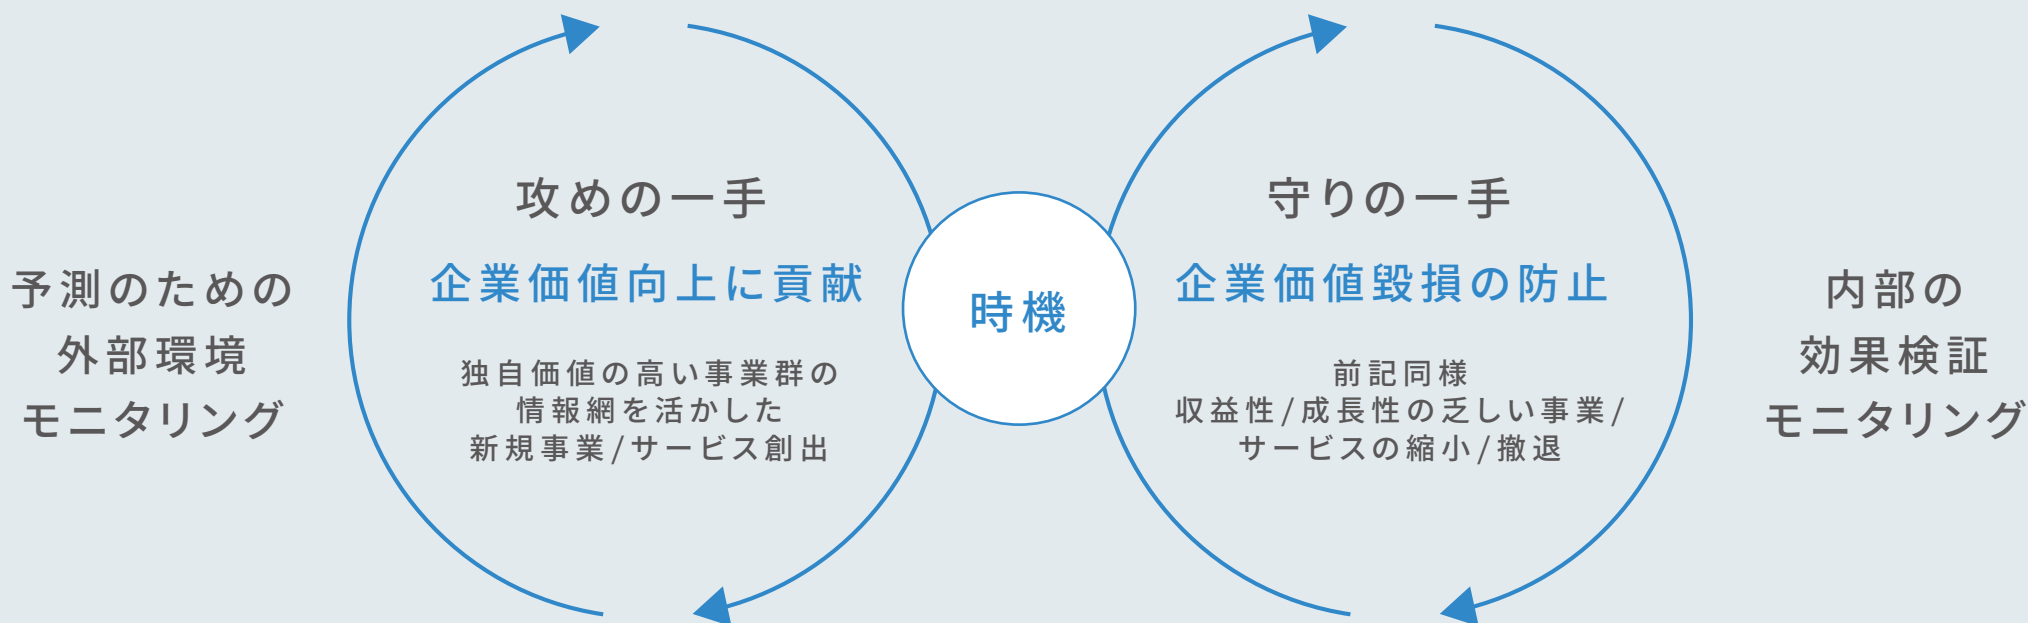 予測のための
外部環境
モニタリング
攻めの一手
企業価値向上に貢献
独自価値の高い事業群の
情報網を活かした
新規事業/サービス創出
時機
守りの一手
企業価値毀損の防止
前記同様
収益性/成長性の乏しい事業/
サービスの縮小/撤退
内部の
効果検証
モニタリング